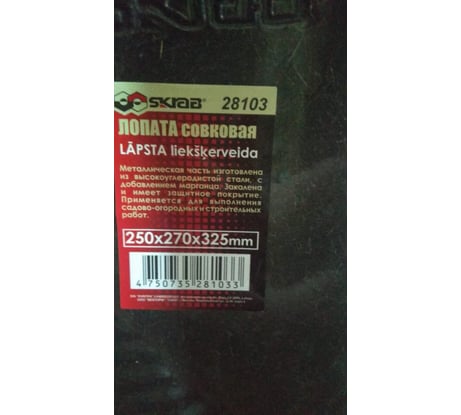 SKRAB® 28103
ЛОПАТА СОВКОВАЯ
LĀPSTA liekšķerveida
Металлическая часть изготовлена
из высокоуглеродистой стали, с
добавлением марганца. Закалена
и имеет защитное покрытие.
Применяется для выполнения
садово-огородных и строительных
работ.
250x270x325mm
4 750735 281033